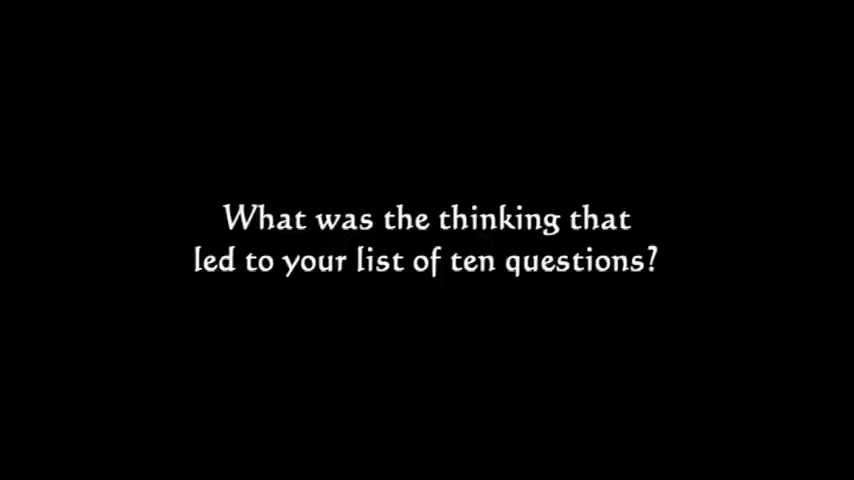 What was the thinking that
led to your list of ten questions?